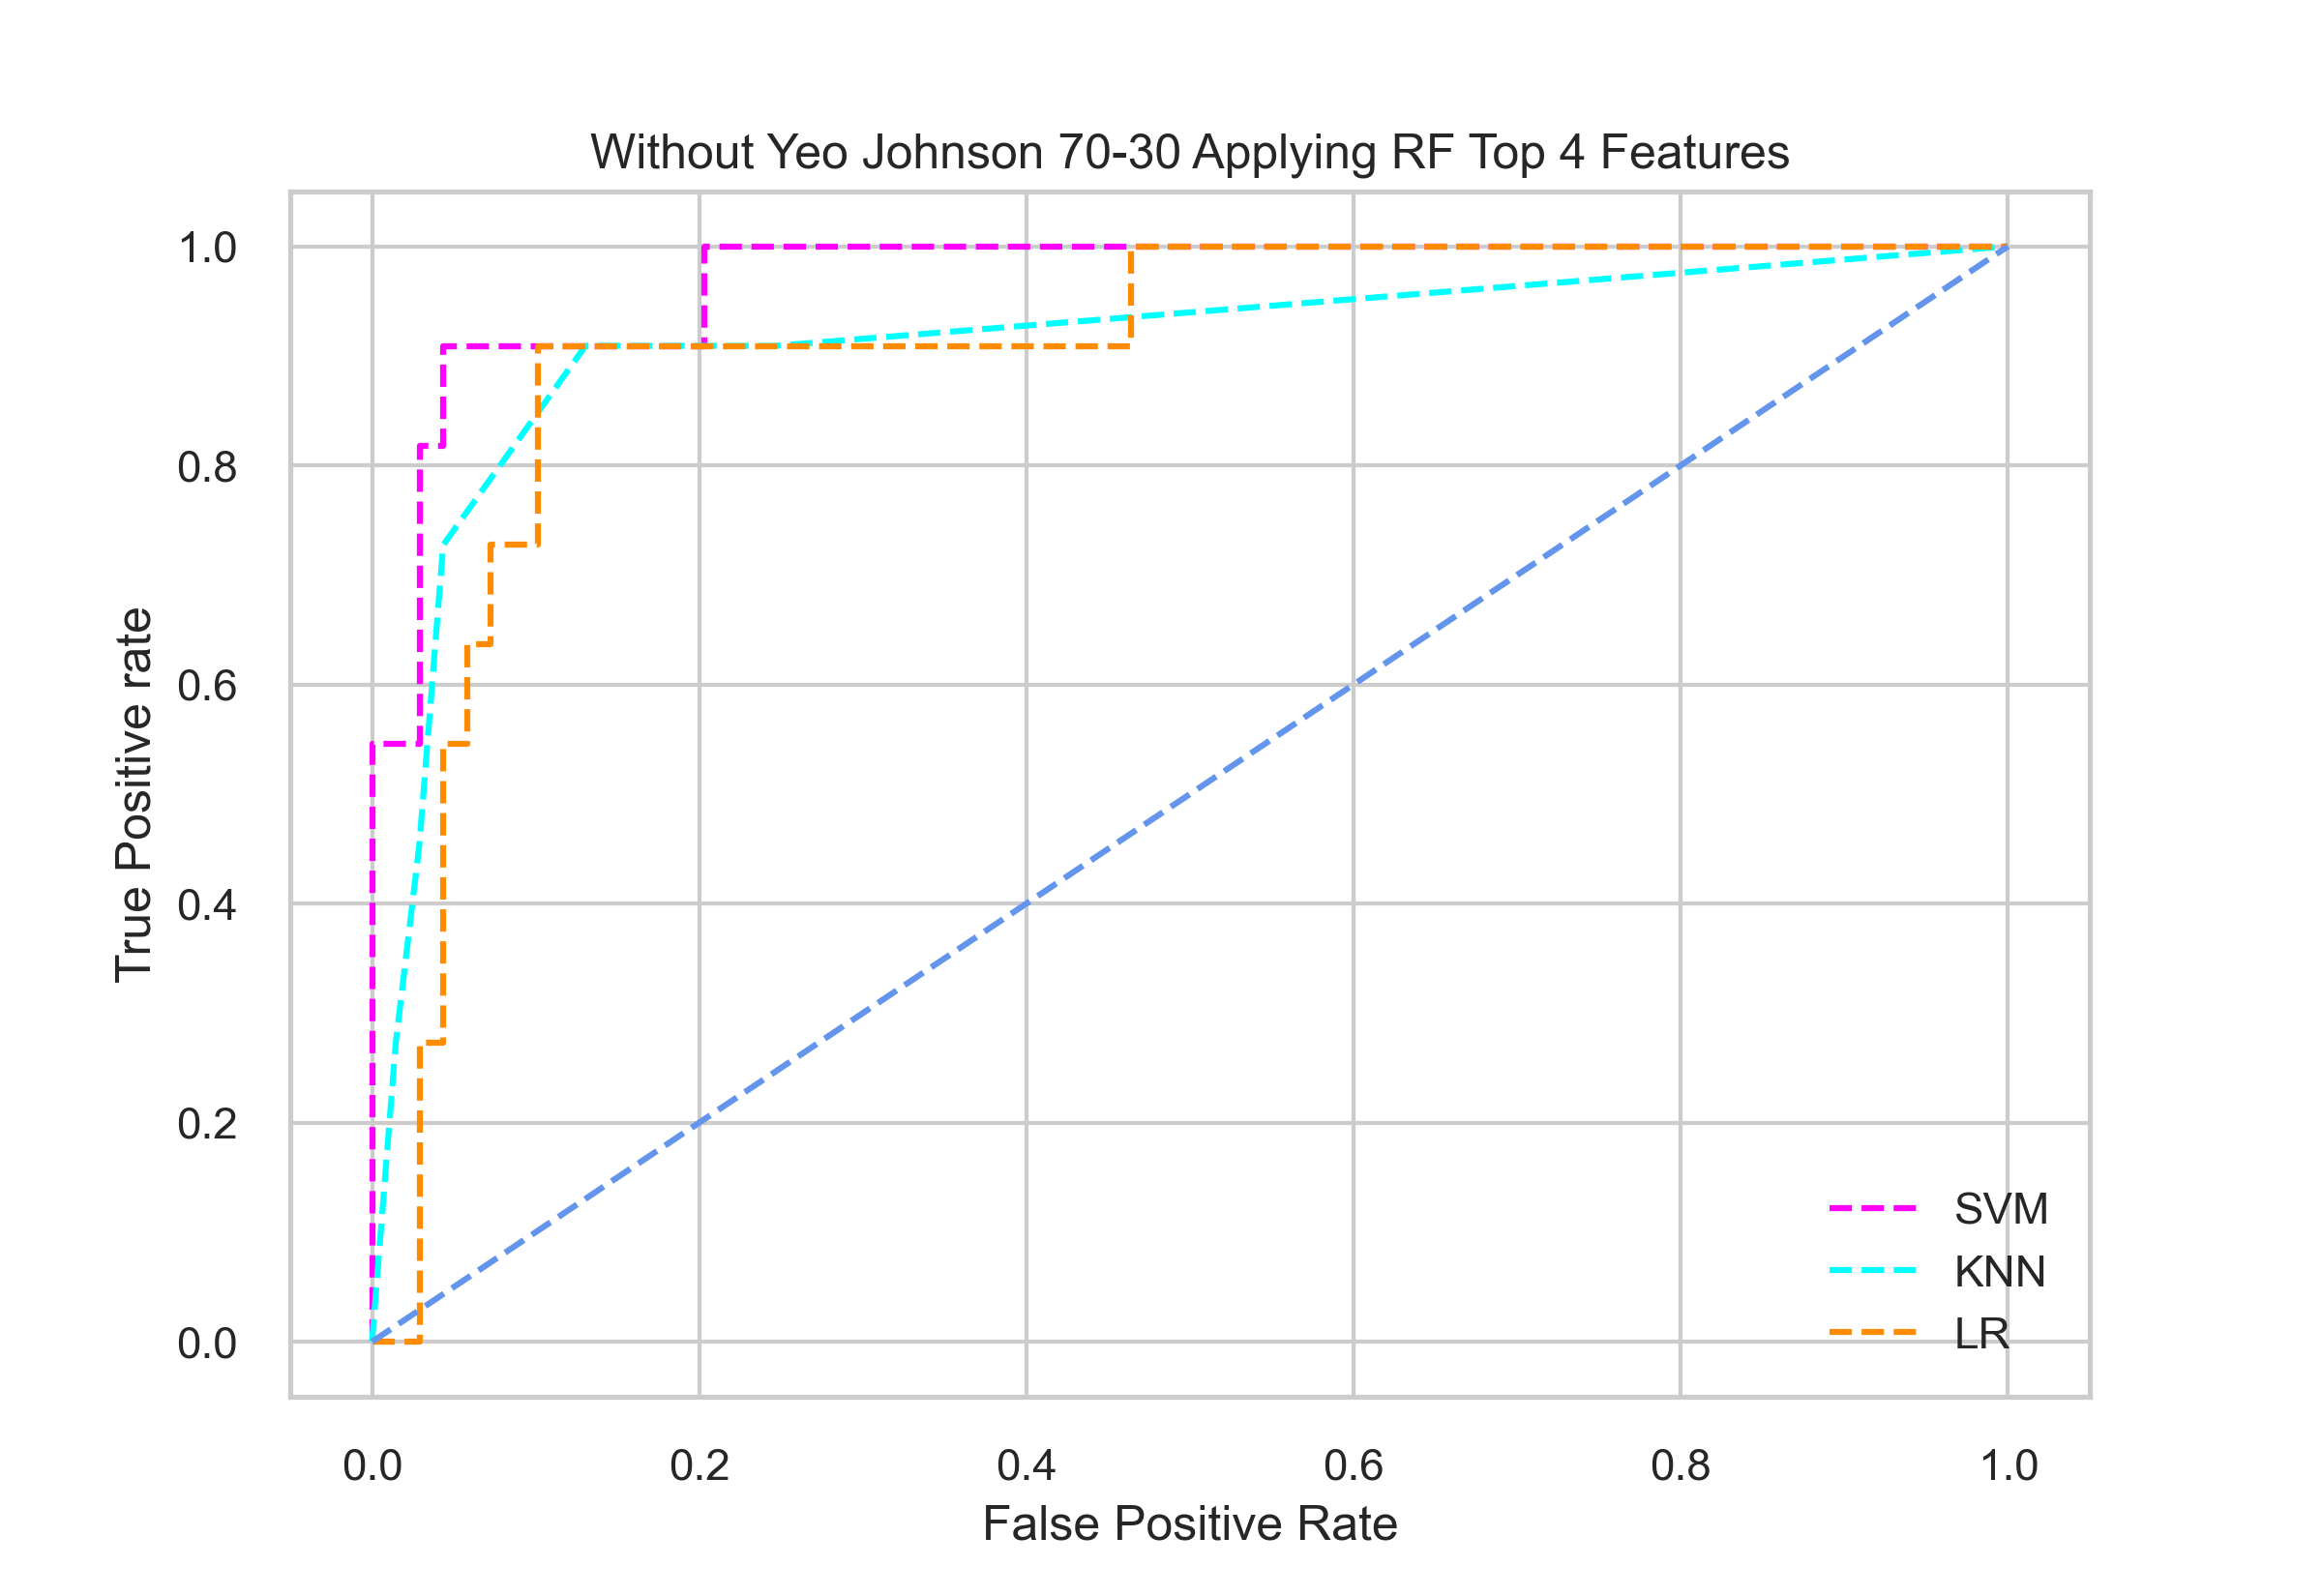 Without Yeo Johnson 70-30 Applying RF Top 4 Features
True Positive rate
1.0
0.8
0.6
0.4
0.2
0.0
SVM
KNN
LR
0.0 0.2 0.4 0.6 0.8 1.0
False Positive Rate